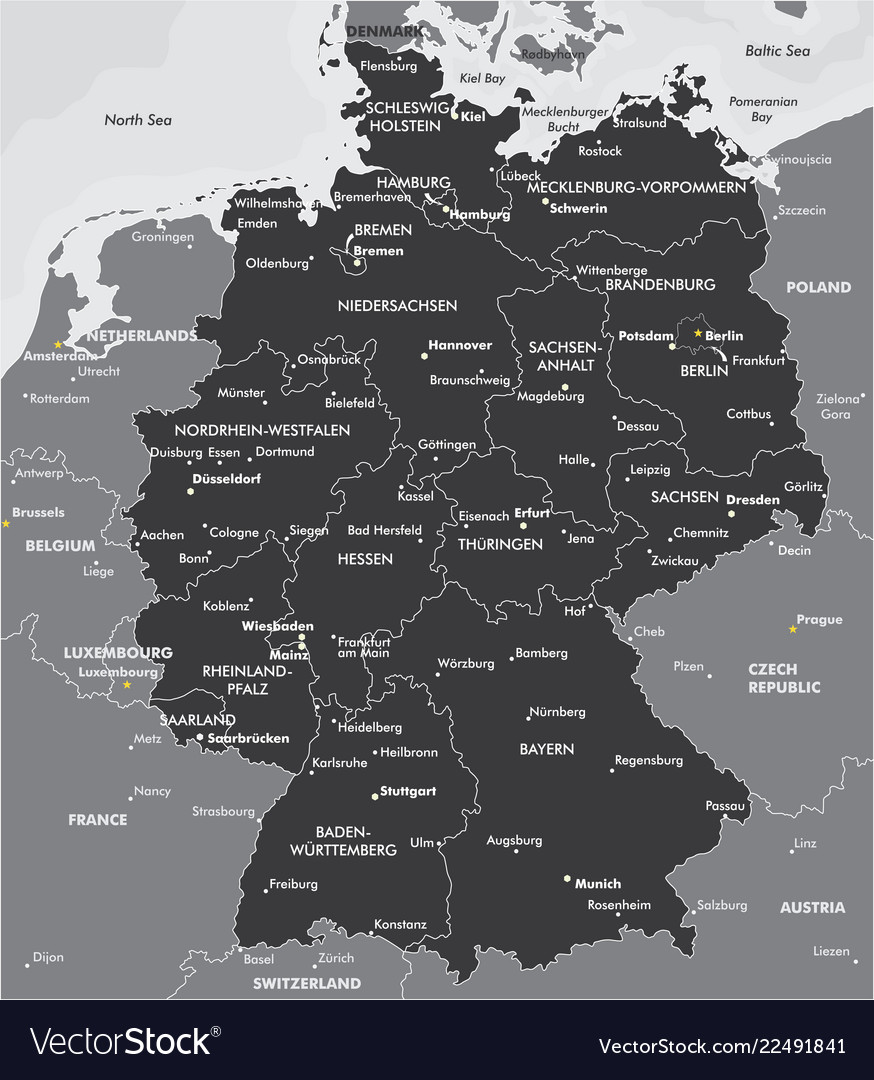 DENMARK
Rødbyhavn
Baltic Sea
Flensburg
Kiel Bay
North Sea
SCHLESWIG
HOLSTEIN
Kiel
Mecklenburger
Bucht
Pomeranian
Bay
Stralsund
Rostock
Swinoujscia
Lübeck
HAMBURG
MECKLENBURG-VORPOMMERN
Wilhelmshaven
Bremerhaven
Hamburg
Schwerin
Szczecin
Emden
Groningen
BREMEN
Bremen
Oldenburg
Wittenberge
BRANDENBURG
POLAND
NIEDERSACHSEN
NETHERLANDS
Amsterdam
Hannover
SACHSEN-
ANHALT
Potsdam
Berlin
BERLIN
Frankfurt
Osnabrück
Utrecht
Braunschweig
Rotterdam
Münster
Bielefeld
Magdeburg
Zielona
Gora
Cottbus
NORDRHEIN-WESTFALEN
Dessau
Duisburg
Essen
Dortmund
Göttingen
Halle
Leipzig
Antwerp
Düsseldorf
Kassel
SACHSEN
Dresden
Görlitz
Brussels
BELGIUM
Aachen
Cologne
Siegen
Bad Hersfeld
Eisenach
Erfurt
THÜRINGEN
Jena
Chemnitz
Zwickau
Decin
Bonn
HESSEN
Liège
Koblenz
Hof
Wiesbaden
Mainz
Frankfurt
am Main
Prague
Cheb
LUXEMBOURG
Luxembourg
RHEINLAND-
PFALZ
Wörzburg
Bamberg
Plzen
CZECH
REPUBLIC
SAARLAND
Saarbrücken
Metz
Heidelberg
Nürnberg
Heilbronn
BAYERN
Karlsruhe
Regensburg
Nancy
Stuttgart
Passau
FRANCE
Strasbourg
BADEN-
WÜRTTEMBERG
Ulm
Augsburg
Linz
Freiburg
Munich
Rosenheim
Salzburg
AUSTRIA
Konstanz
Dijon
Basel
Zürich
Liezen
SWITZERLAND
VectorStock®
VectorStock.com/22491841